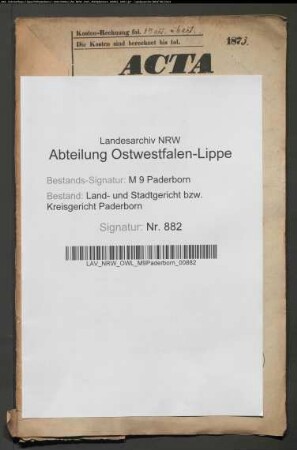 Kosten-Rechnung fol.
Die Kosten sind berechnet bis fol.
1873.
ACTA
Landesarchiv NRW
Abteilung Ostwestfalen-Lippe
Bestands-Signatur: M 9 Paderborn
Bestand: Land- und Stadtgericht bzw.
Kreisgericht Paderborn
Signatur: Nr. 882
LAV_NRW_OWL_M9Paderborn_00882